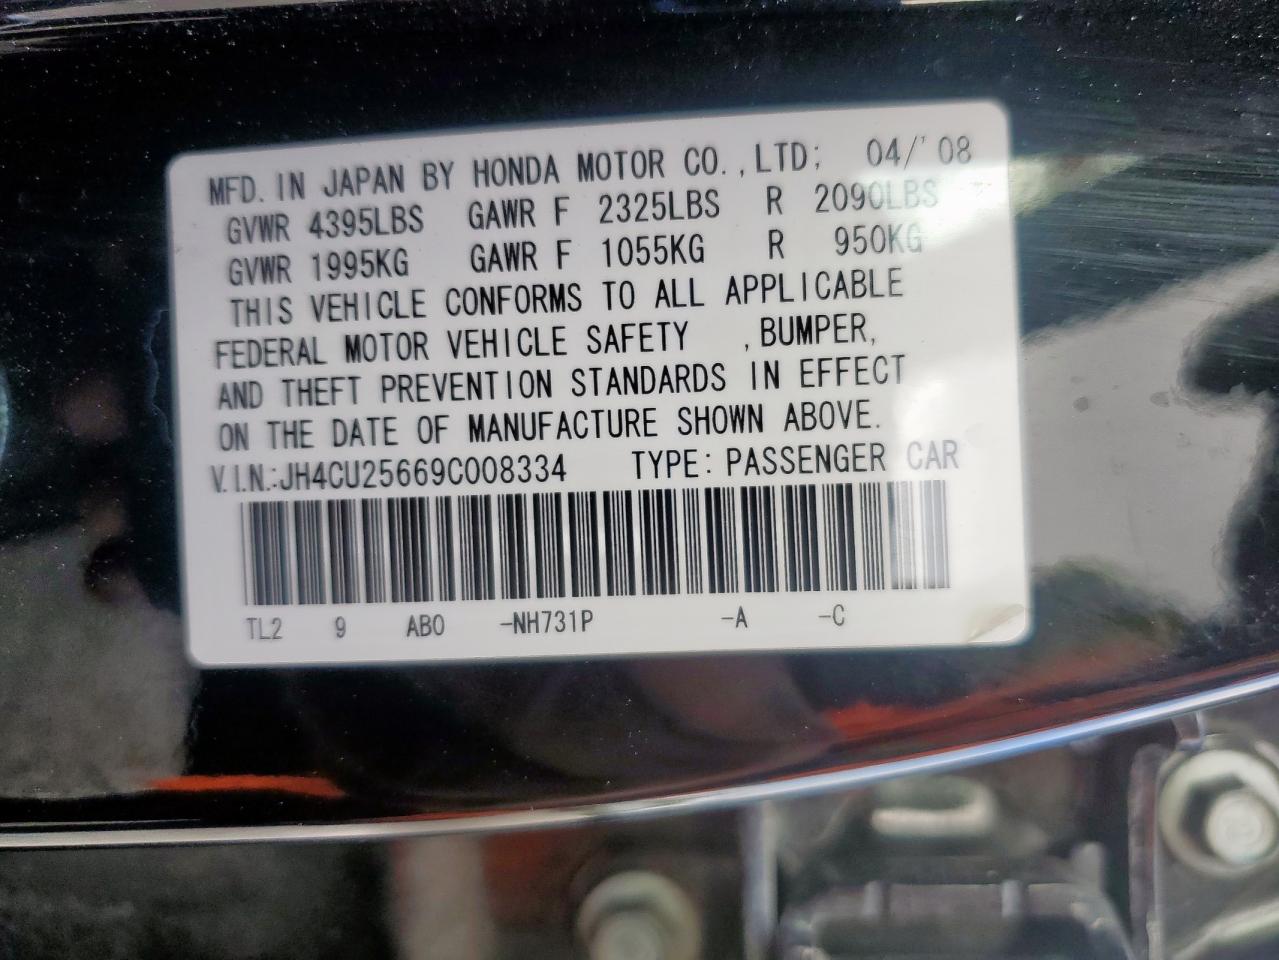 MFD. IN JAPAN BY HONDA MOTOR CO.,LTD; 04/'08
GVWR 4395LBS GAWR F 2325LBS R 2090LBS
GVWR 1995KG GAWR F 1055KG R 950KG
THIS VEHICLE CONFORMS TO ALL APPLICABLE
FEDERAL MOTOR VEHICLE SAFETY , BUMPER,
AND THEFT PREVENTION STANDARDS IN EFFECT
ON THE DATE OF MANUFACTURE SHOWN ABOVE.
V.I.N.:JH4CU25669C008334 TYPE: PASSENGER CAR
TL2 9 AB0 -NH731P -A -C